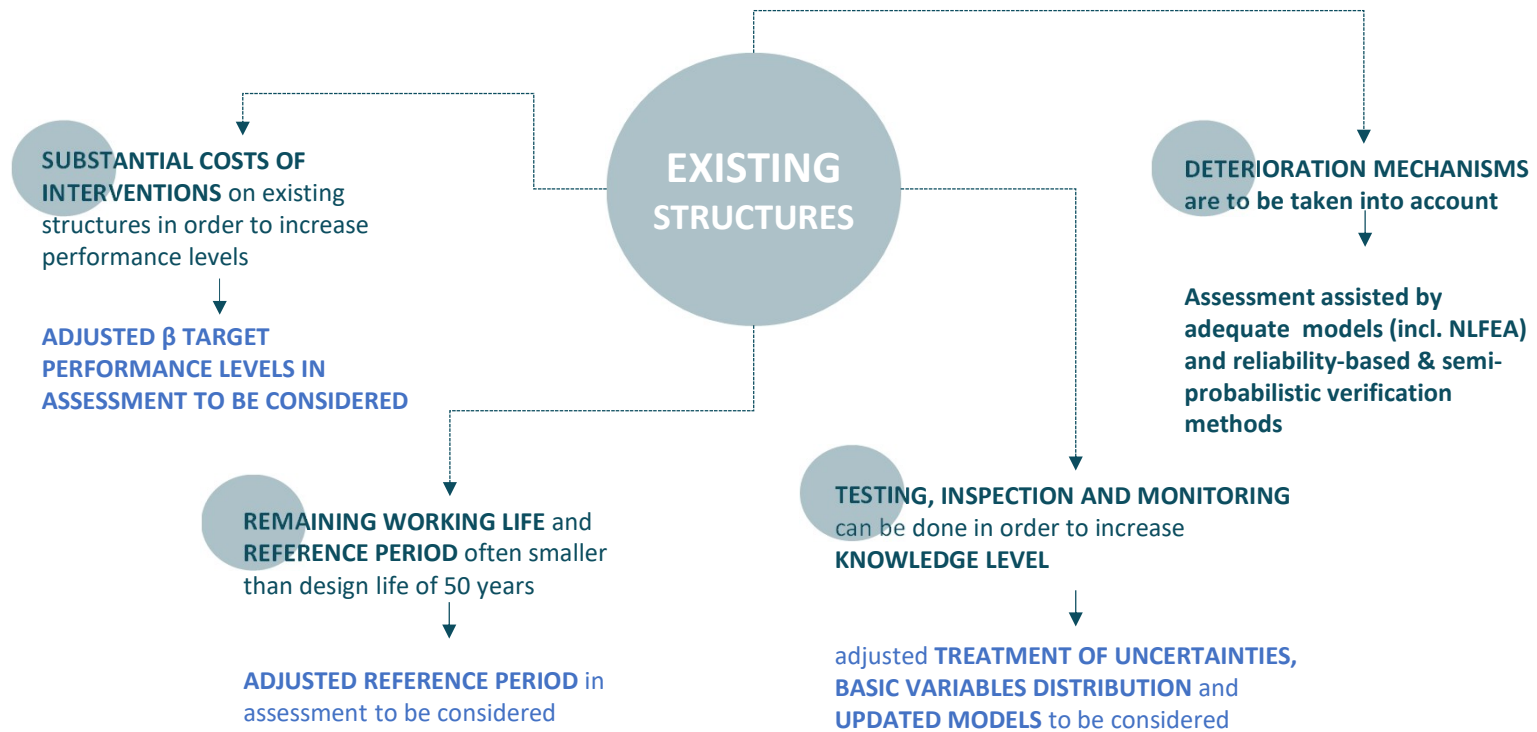 EXISTING
STRUCTURES
SUBSTANTIAL COSTS OF
INTERVENTIONS on existing
structures in order to increase
performance levels
ADJUSTED β TARGET
PERFORMANCE LEVELS IN
ASSESSMENT TO BE CONSIDERED
REMAINING WORKING LIFE and
REFERENCE PERIOD often smaller
than design life of 50 years
ADJUSTED REFERENCE PERIOD in
assessment to be considered
TESTING, INSPECTION AND MONITORING
can be done in order to increase
KNOWLEDGE LEVEL
adjusted TREATMENT OF UNCERTAINTIES,
BASIC VARIABLES DISTRIBUTION and
UPDATED MODELS to be considered
DETERIORATION MECHANISMS
are to be taken into account
Assessment assisted by
adequate models (incl. NLFEA)
and reliability-based & semi-
probabilistic verification
methods